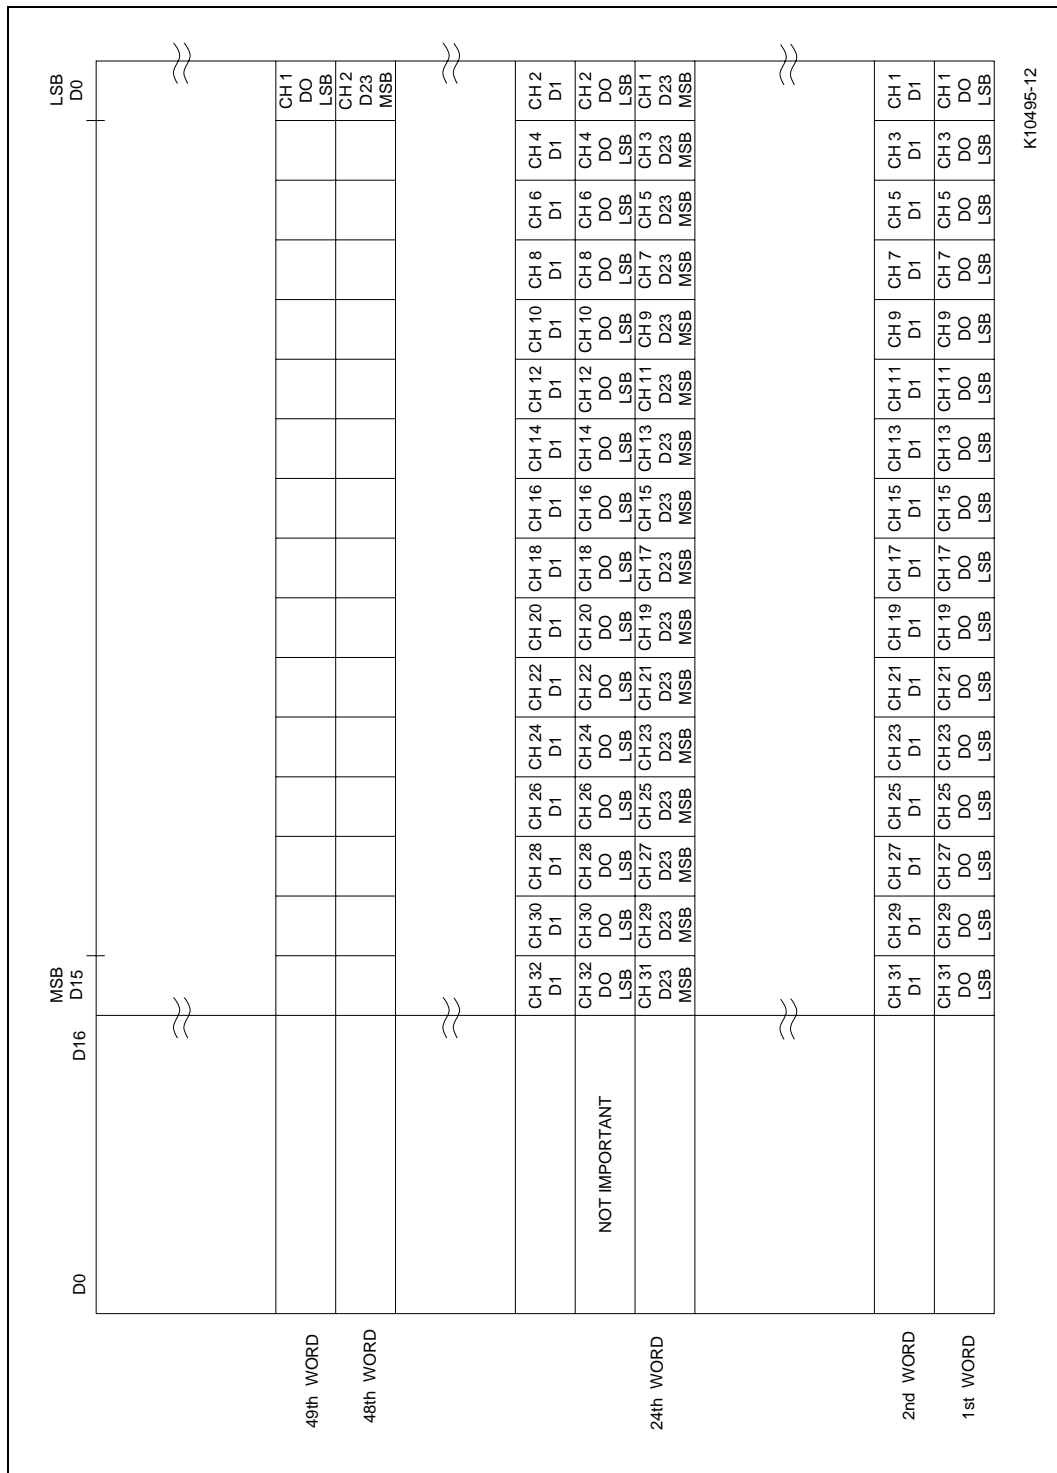 MSB LSB
D0 D16 D15 D0
CH 1
DO
49th WORD
LSB
CH 2
D23
48th WORD
MSB
CH 32 CH 30 CH 28 CH 26 CH 24 CH 22 CH 20 CH 18 CH 16 CH 14 CH 12 CH 10 CH 8 CH 6 CH 4 CH 2
D1 D1 D1 D1 D1 D1 D1 D1 D1 D1 D1 D1 D1 D1 D1 D1
CH 32 CH 30 CH 28 CH 26 CH 24 CH 22 CH 20 CH 18 CH 16 CH 14 CH 12 CH 10 CH 8 CH 6 CH 4 CH 2
NOT IMPORTANT DO DO DO DO DO DO DO DO DO DO DO DO DO DO DO DO
LSB LSB LSB LSB LSB LSB LSB LSB LSB LSB LSB LSB LSB LSB LSB LSB
CH 31 CH 29 CH 27 CH 25 CH 23 CH 21 CH 19 CH 17 CH 15 CH 13 CH 11 CH 9 CH 7 CH 5 CH 3 CH 1
24th WORD D23 D23 D23 D23 D23 D23 D23 D23 D23 D23 D23 D23 D23 D23 D23 D23
MSB MSB MSB MSB MSB MSB MSB MSB MSB MSB MSB MSB MSB MSB MSB MSB
CH 31 CH 29 CH 27 CH 25 CH 23 CH 21 CH 19 CH 17 CH 15 CH 13 CH 11 CH 9 CH 7 CH 5 CH 3 CH 1
2nd WORD D1 D1 D1 D1 D1 D1 D1 D1 D1 D1 D1 D1 D1 D1 D1 D1
CH 31 CH 29 CH 27 CH 25 CH 23 CH 21 CH 19 CH 17 CH 15 CH 13 CH 11 CH 9 CH 7 CH 5 CH 3 CH 1
1st WORD DO DO DO DO DO DO DO DO DO DO DO DO DO DO DO DO
LSB LSB LSB LSB LSB LSB LSB LSB LSB LSB LSB LSB LSB LSB LSB LSB
K10495-12